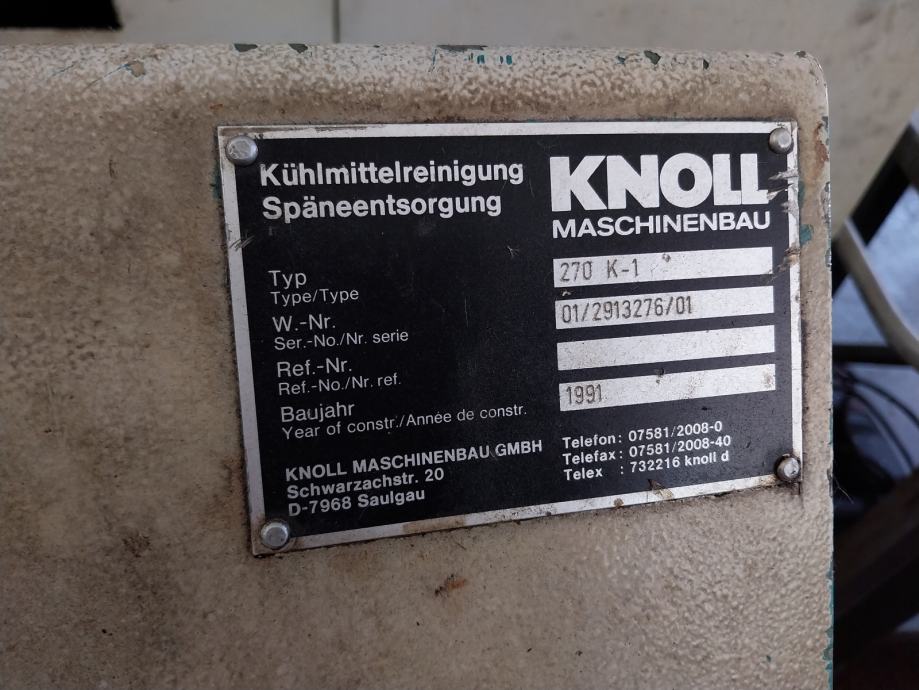 Kühlmittelreinigung
Späneentsorgung
KNOLL
MASCHINENBAU
Typ
Type/Type
270 K-1
W.-Nr.
Ser.-No./Nr. serie
01/2913276/01
Ref.-Nr.
Ref.-No./Nr. ref.
Baujahr
Year of constr./Année de constr.
1991
KNOLL MASCHINENBAU GMBH
Schwarzachstr. 20
D-7968 Saulgau
Telefon : 07581/2008-0
Telefax : 07581/2008-40
Telex : 732216 knoll d